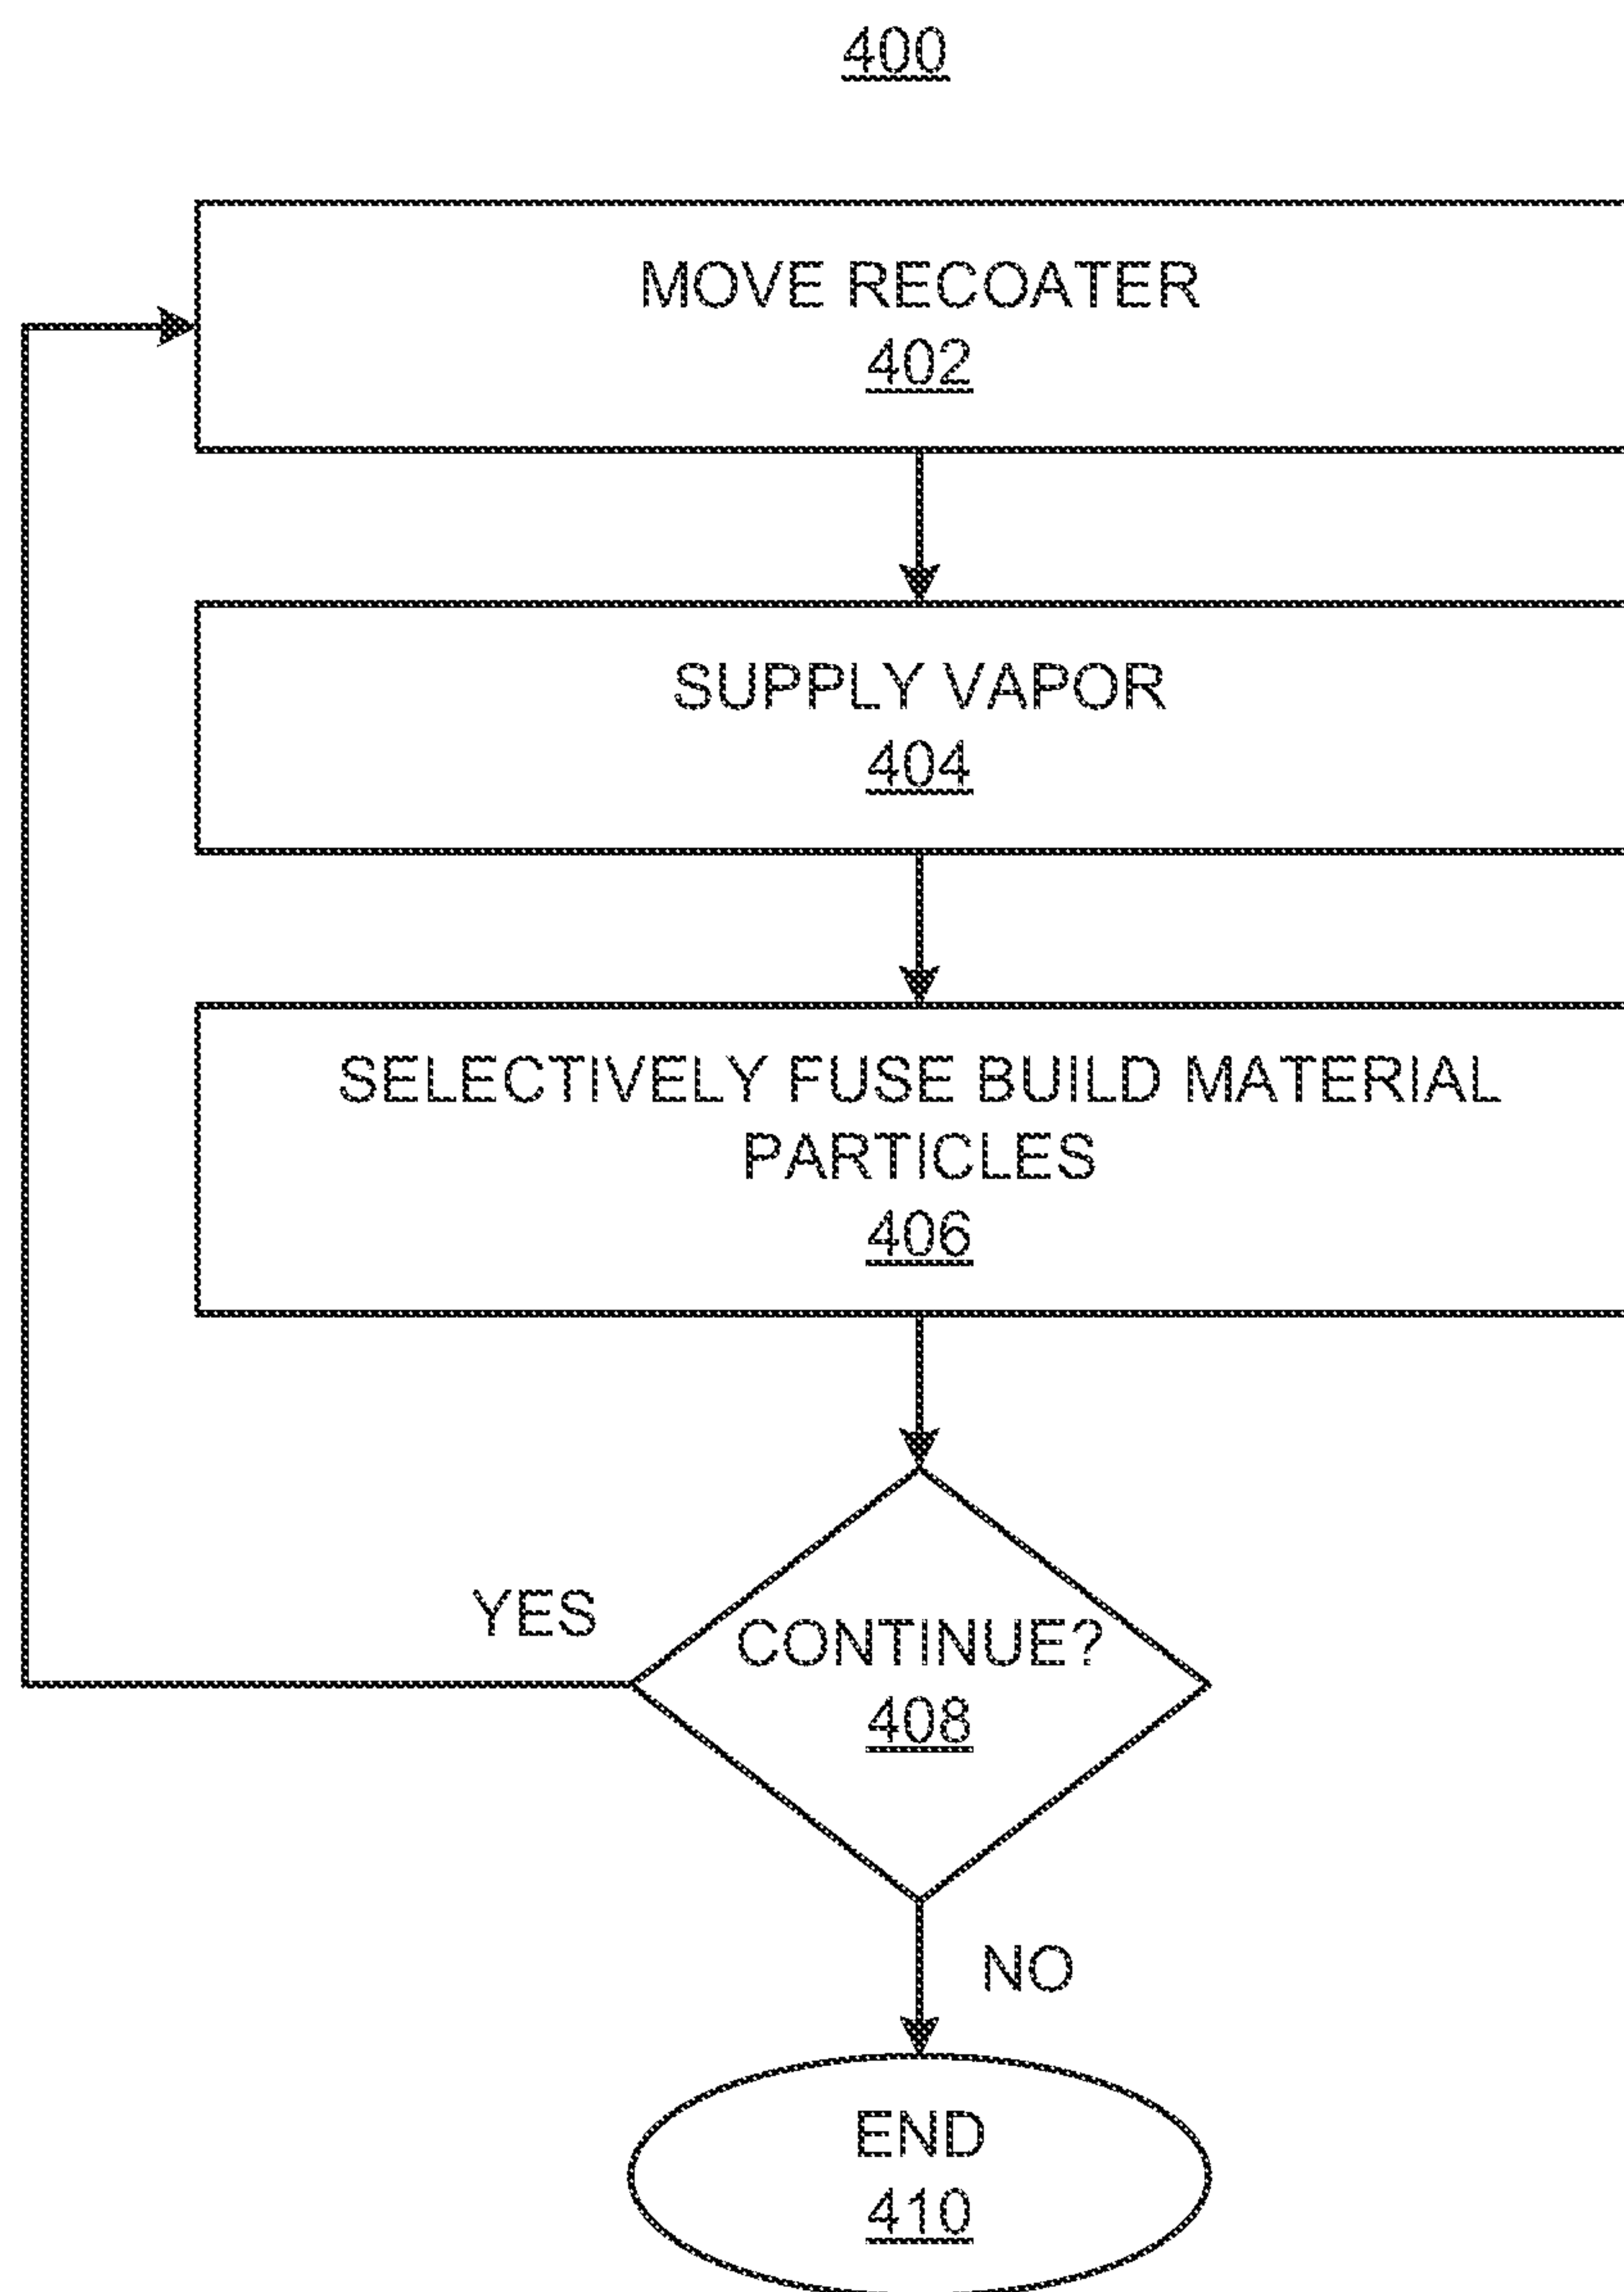 400
MOVE RECOATER
402
SUPPLY VAPOR
404
SELECTIVELY FUSE BUILD MATERIAL
PARTICLES
406
YES
CONTINUE?
408
NO
END
410